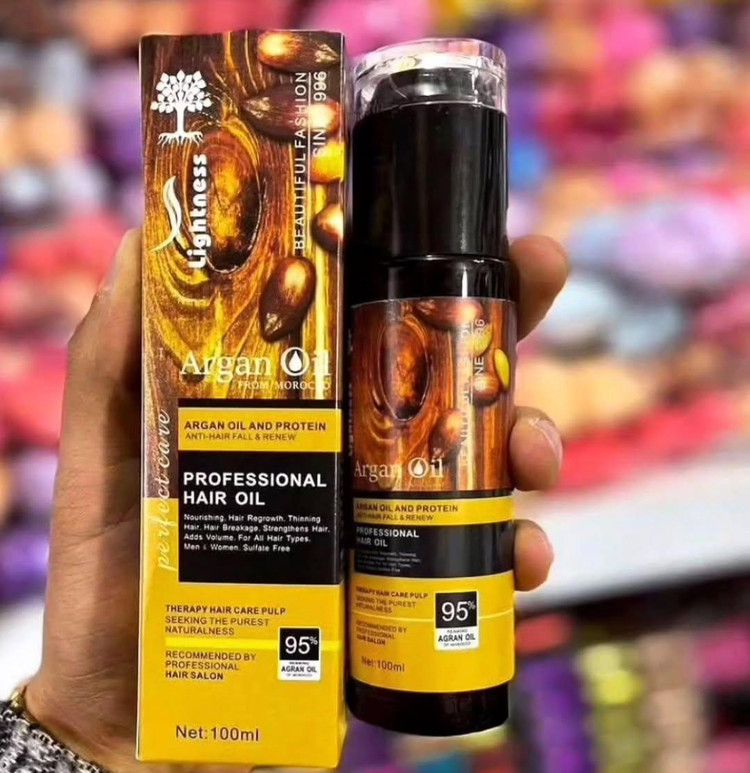 Lightness
BEAUTIFUL FASHION
Argan Oil
FROM MOROCCO
perfect care
ARGAN OIL AND PROTEIN
ANTI-HAIR FALL & RENEW
PROFESSIONAL
HAIR OIL
Nourishing, Hair Regrowth, Thinning
Hair, Hair Breakage, Strengthens Hair,
Adds Volume. For All Hair Types.
Men & Women. Sulfate Free
THERAPY HAIR CARE PULP
SEEKING THE PUREST
NATURALNESS
RECOMMENDED BY
PROFESSIONAL
HAIR SALON
95%
AGRAN OIL
OF MOROCCO
Net:100ml
Argan Oil
ARGAN OIL AND PROTEIN
ANTI-HAIR FALL & RENEW
PROFESSIONAL
HAIR OIL
THERAPY HAIR CARE PULP
SEEKING THE PUREST
NATURALNESS
RECOMMENDED BY
PROFESSIONAL
HAIR SALON
95%
AGRAN OIL
OF MOROCCO
Net:100ml